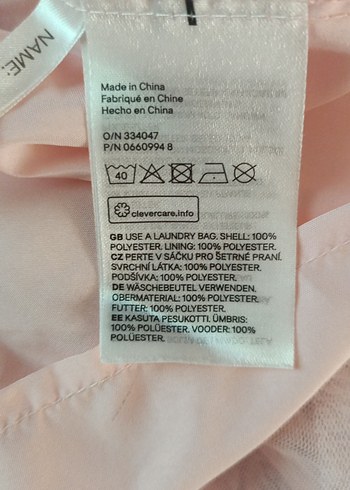 NAME:
Made in China
Fabriqué en Chine
Hecho en China
O/N 334047
P/N 0660994 8
40
clevercare.info
GB USE A LAUNDRY BAG. SHELL: 100%
POLYESTER. LINING: 100% POLYESTER.
CZ PERTE V SÁČKU PRO ŠETRNÉ PRANÍ.
SVRCHNÍ LÁTKA: 100% POLYESTER.
PODŠÍVKA: 100% POLYESTER.
DE WÄSCHEBEUTEL VERWENDEN.
OBERMATERIAL: 100% POLYESTER.
FUTTER: 100% POLYESTER.
EE KASUTA PESUKOTTI. ÜMBRIS:
100% POLÜESTER. VOODER: 100%
POLÜESTER.